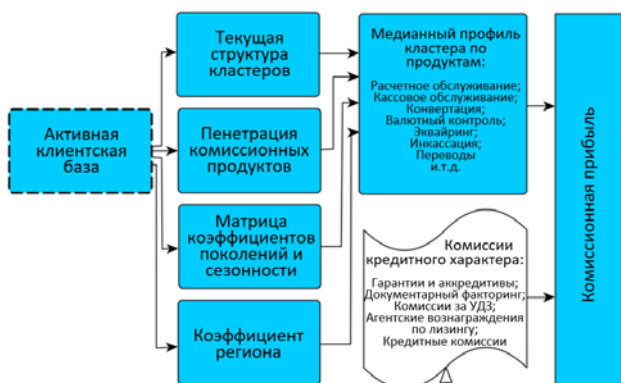 Активная
клиентская
база
Текущая
структура
кластеров
Пенетрация
комиссионных
продуктов
Матрица
коэффициентов
поколений и
сезонности
Коэффициент
региона
Медианный профиль
кластера по
продуктам:
Расчетное обслуживание;
Кассовое обслуживание;
Конвертация;
Валютный контроль;
Эквайринг;
Инкассация;
Переводы
и.т.д.
Комиссии
кредитного характера:
Гарантии и аккредитивы;
Документарный факторинг;
Комиссии за УДЗ;
Агентские вознаграждения
по лизингу;
Кредитные комиссии
Комиссионная прибыль